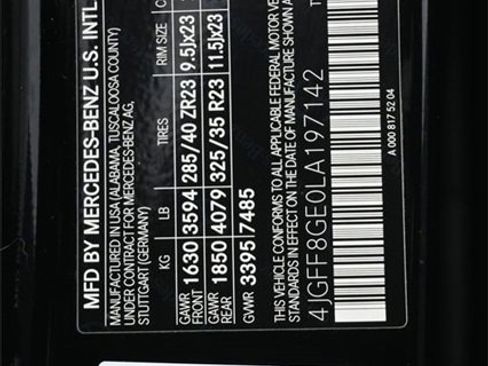 MFD BY MERCEDES-BENZ U.S. INTL
MANUFACTURED IN USA (ALABAMA, TUSCALOOSA COUNTY)
UNDER CONTRACT FOR MERCEDES-BENZ AG,
STUTTGART (GERMANY)
KG LB TIRES RIM SIZE
GAWR FRONT 1630 3594 285/40 ZR23 9.5Jx23
GAWR REAR 1850 4079 325/35 R23 11.5Jx23
GVWR 3395 7485
THIS VEHICLE CONFORMS TO ALL APPLICABLE FEDERAL MOTOR
STANDARDS IN EFFECT ON THE DATE OF MANUFACTURE SHOWN
4JGFF8GE0LA197142
A 000 817 52 04